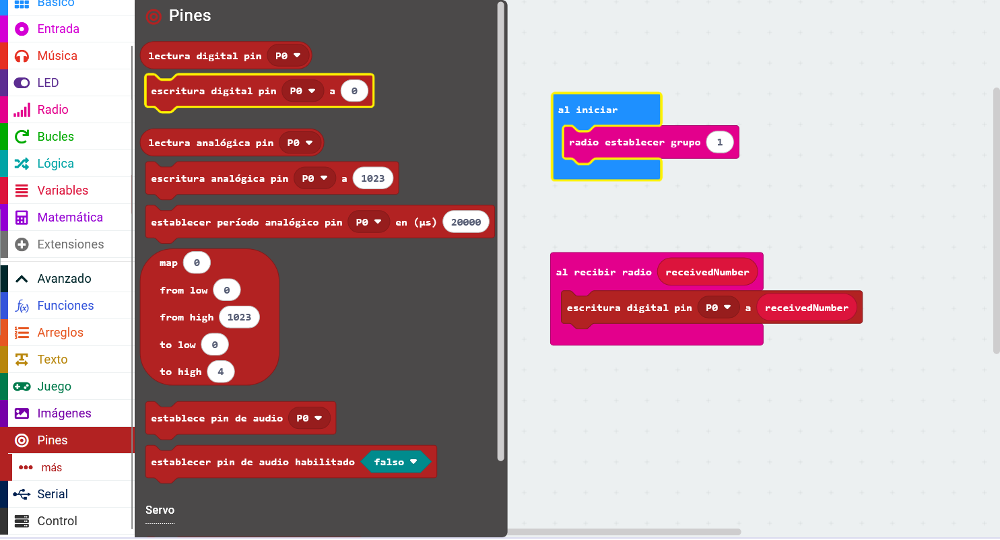 Básico
Entrada
Música
LED
Radio
Bucles
Lógica
Variables
Matemática
Extensiones
Avanzado
Funciones
Arreglos
Texto
Juego
Imágenes
Pines
más
Serial
Control
Pines
lectura digital pin P0
escritura digital pin P0 a 0
lectura analógica pin P0
escritura analógica pin P0 a 1023
establecer período analógico pin P0 en (µs) 20000
map 0
from low 0
from high 1023
to low 0
to high 4
establece pin de audio P0
establecer pin de audio habilitado falso
Servo
al iniciar
radio establecer grupo 1
al recibir radio receivedNumber
escritura digital pin P0 a receivedNumber